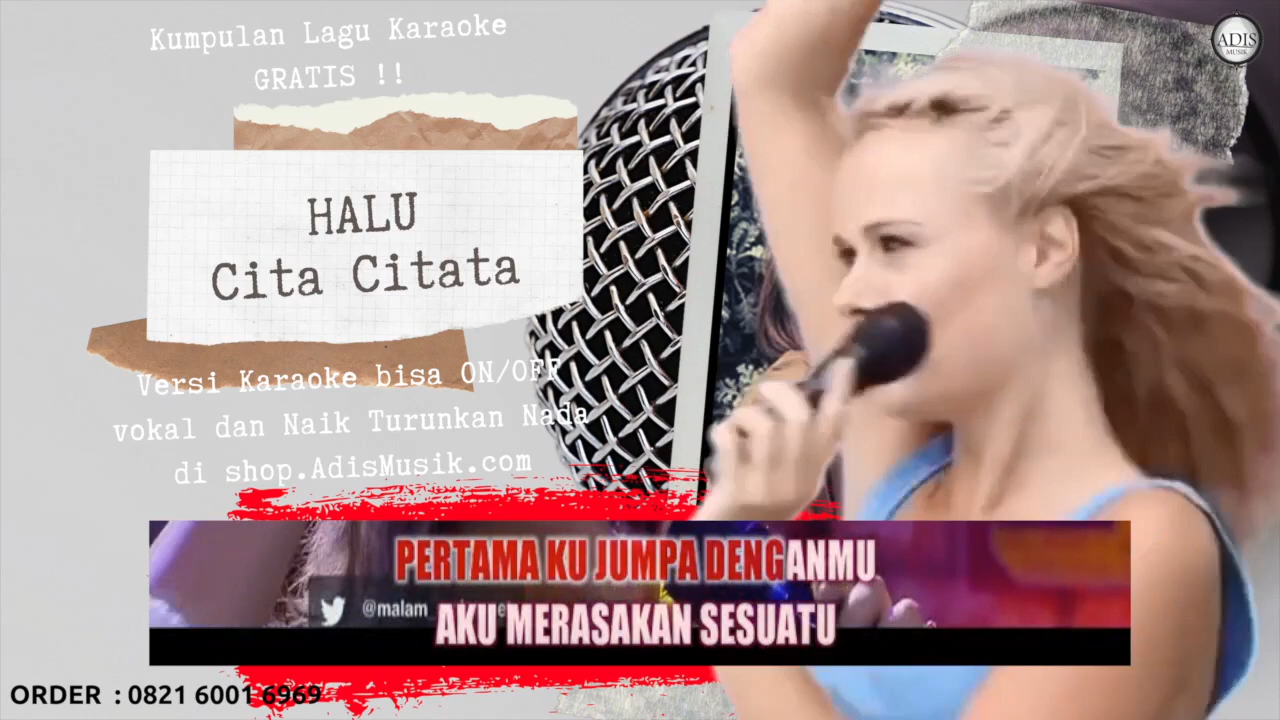 Kumpulan Lagu Karaoke
GRATIS !!
ADIS
MUSIK
HALU
Cita Citata
Versi Karaoke bisa ON/OFF
vokal dan Naik Turunkan Nada
di shop.AdisMusik.com
PERTAMA KU JUMPA DENGANMU
@malam
AKU MERASAKAN SESUATU
ORDER : 0821 6001 6969